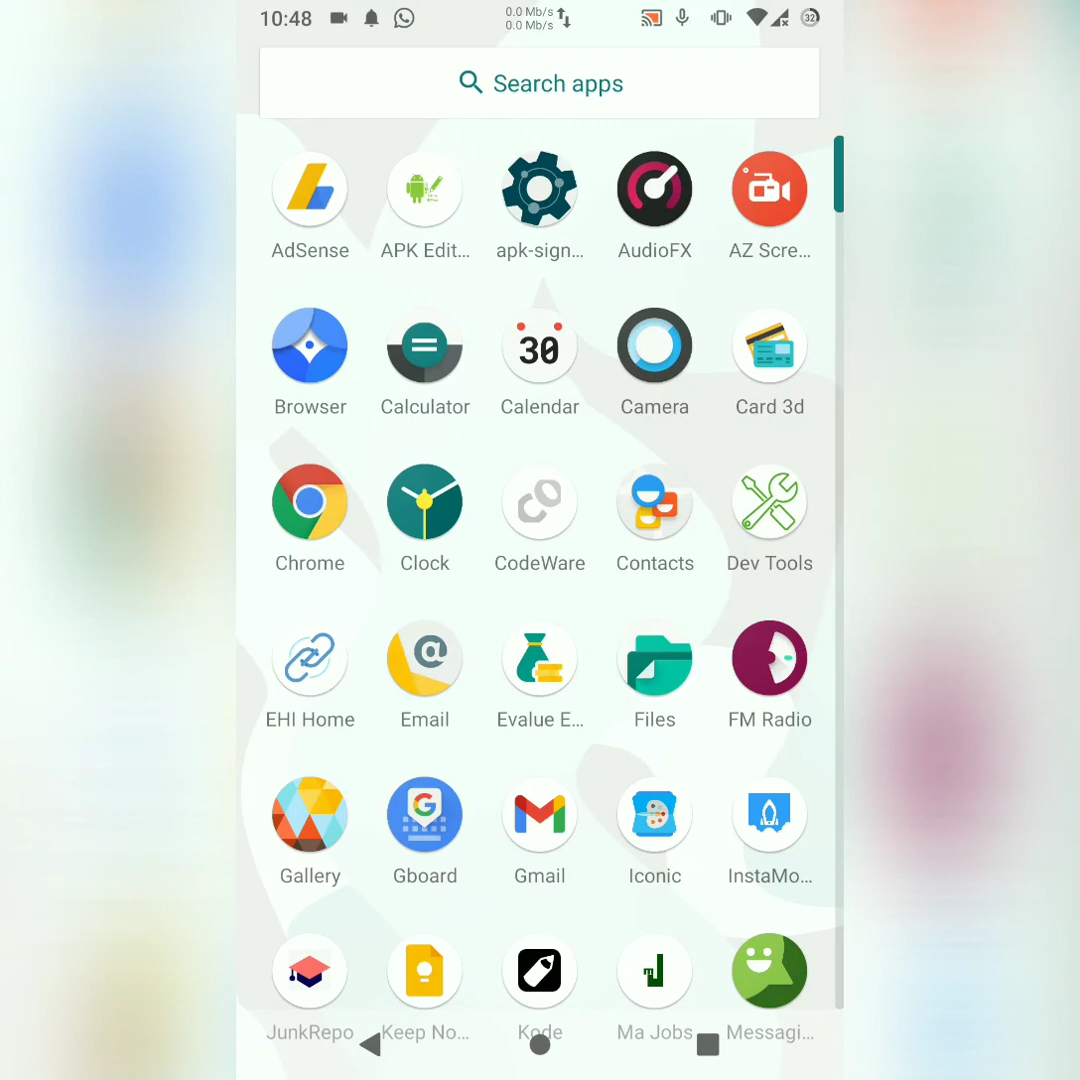 10:48
0.0 Mb/s
0.0 Mb/s
32
Search apps
AdSense
APK Edit...
apk-sign...
AudioFX
AZ Scre...
Browser
Calculator
30
Calendar
Camera
Card 3d
Chrome
Clock
CodeWare
Contacts
Dev Tools
EHI Home
Email
Evalue E...
Files
FM Radio
Gallery
Gboard
Gmail
Iconic
InstaMo...
JunkRepo
Keep No...
Kode
Ma Jobs
Messagi...